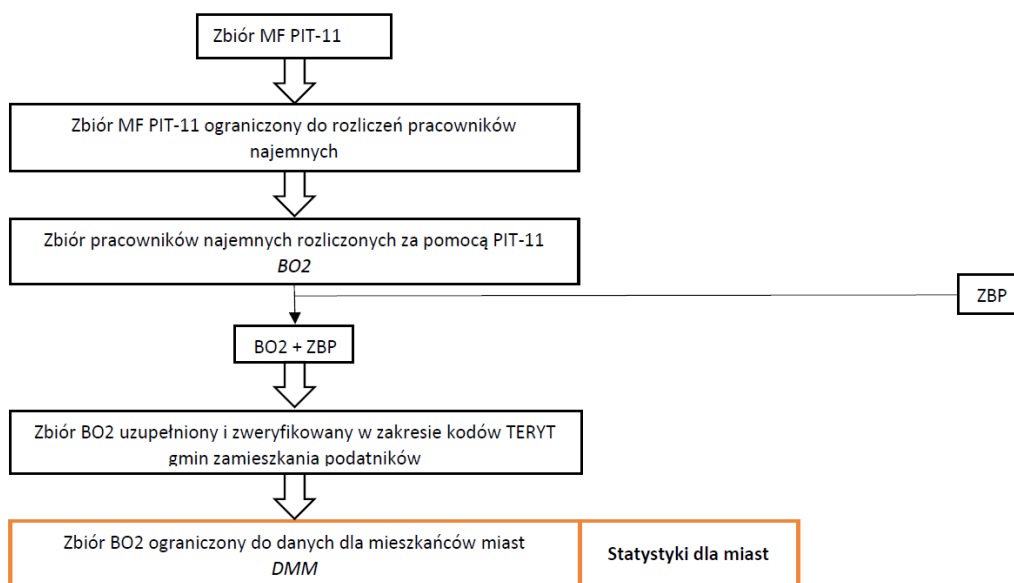 Zbiór MF PIT-11
Zbiór MF PIT-11 ograniczony do rozliczeń pracowników
najemnych
Zbiór pracowników najemnych rozliczonych za pomocą PIT-11
BO2
ZBP
BO2 + ZBP
Zbiór BO2 uzupełniony i zweryfikowany w zakresie kodów TERYT
gmin zamieszkania podatników
Zbiór BO2 ograniczony do danych dla mieszkańców miast
DMM
Statystyki dla miast